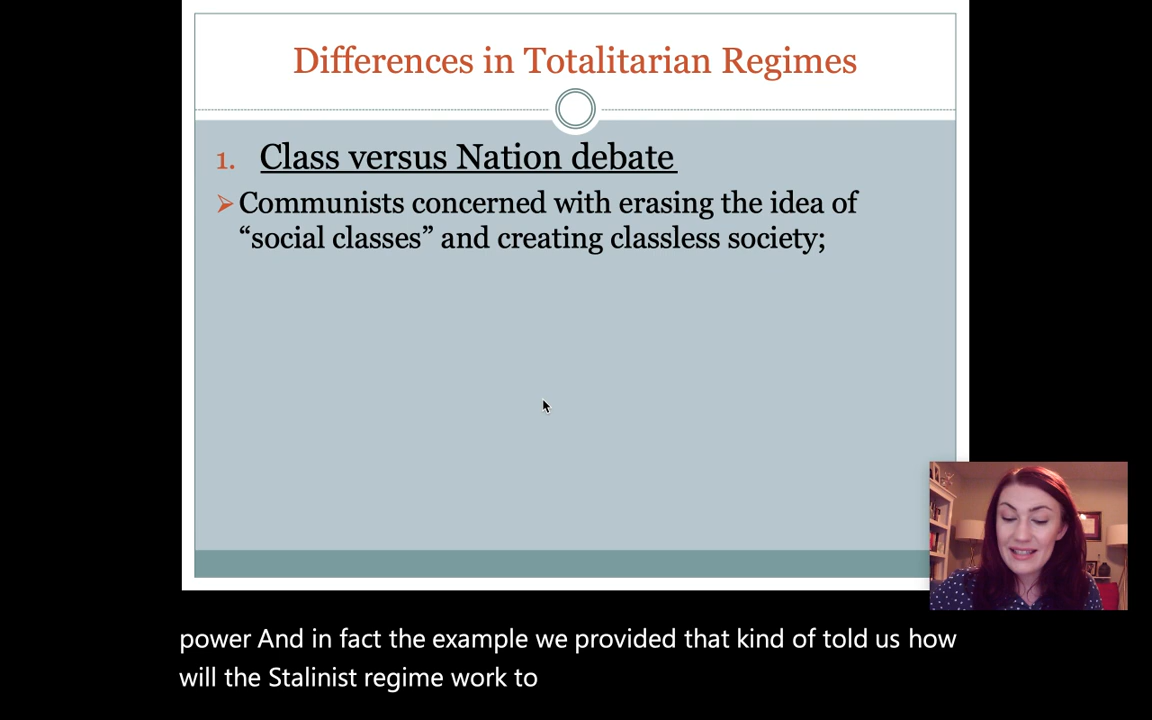 Differences in Totalitarian Regimes
1. Class versus Nation debate
Communists concerned with erasing the idea of
“social classes” and creating classless society;
power And in fact the example we provided that kind of told us how
will the Stalinist regime work to